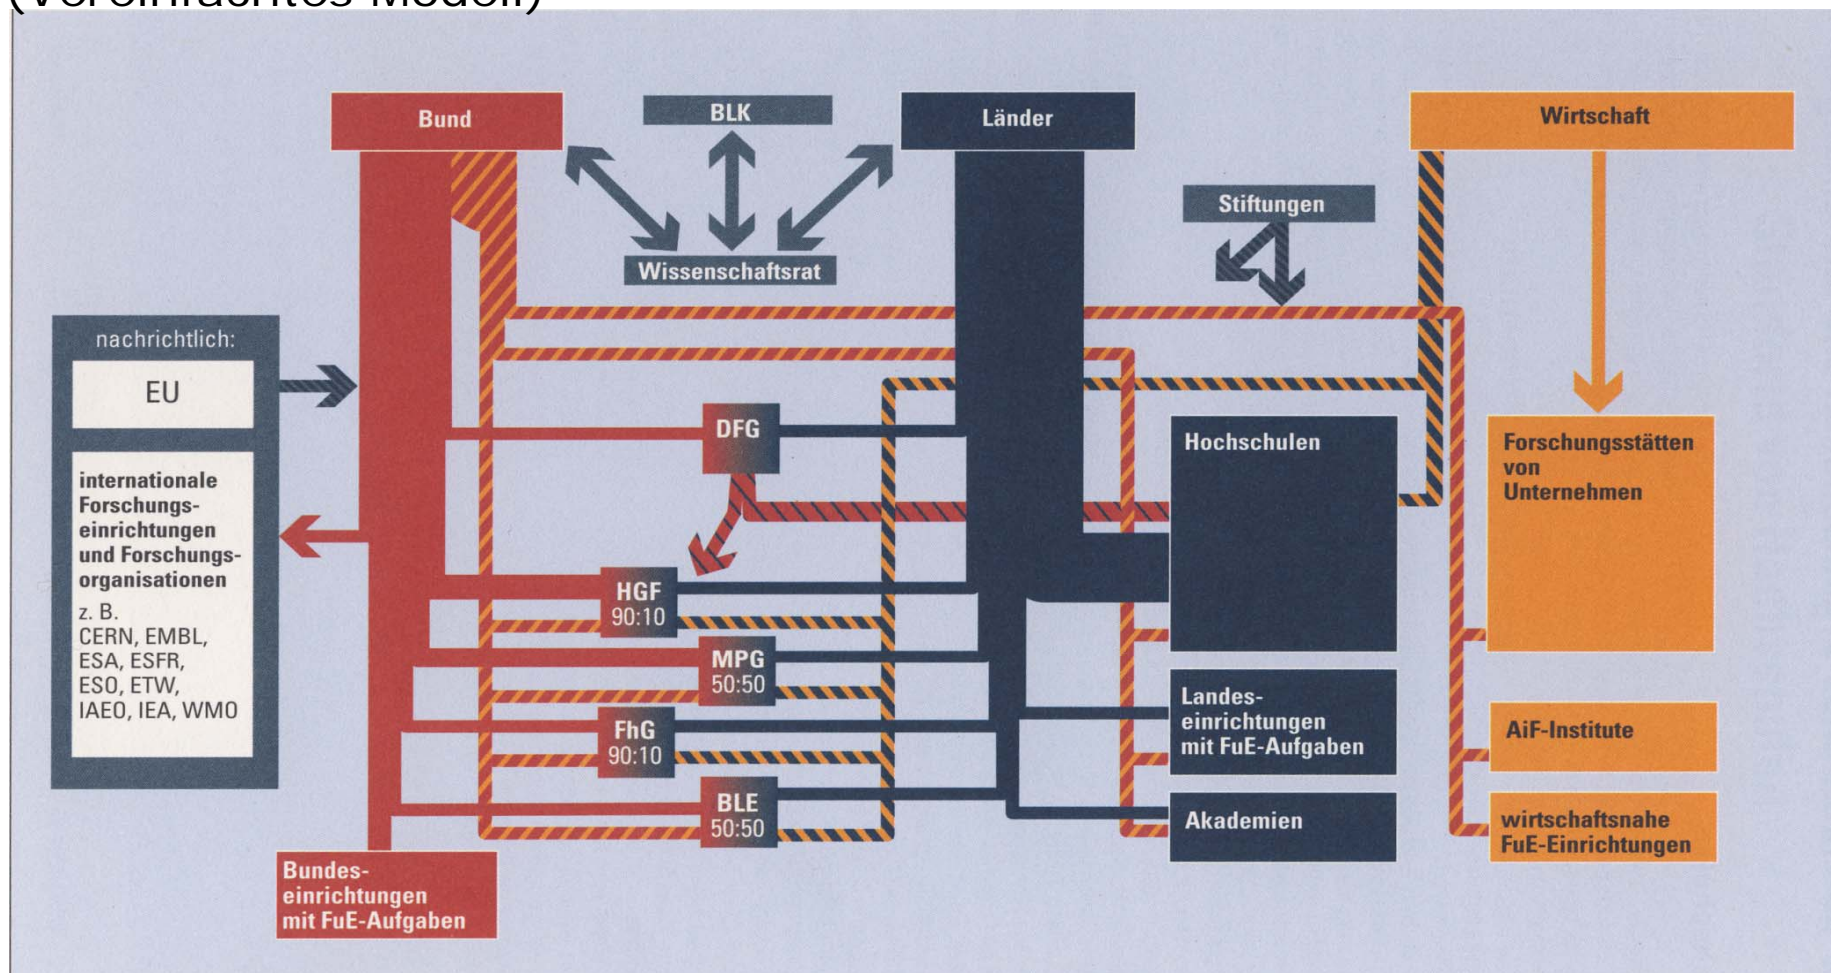 (Vereinfachtes Modell)
Bund
BLK
Länder
Wirtschaft
Stiftungen
Wissenschaftsrat
nachrichtlich:
EU
internationale
Forschungs-
einrichtungen
und Forschungs-
organisationen
z. B.
CERN, EMBL,
ESA, ESFR,
ESO, ETW,
IAEO, IEA, WMO
DFG
HGF
90:10
MPG
50:50
FhG
90:10
BLE
50:50
Bundes-
einrichtungen
mit FuE-Aufgaben
Hochschulen
Landes-
einrichtungen
mit FuE-Aufgaben
Akademien
Forschungsstätten
von
Unternehmen
AiF-Institute
wirtschaftsnahe
FuE-Einrichtungen